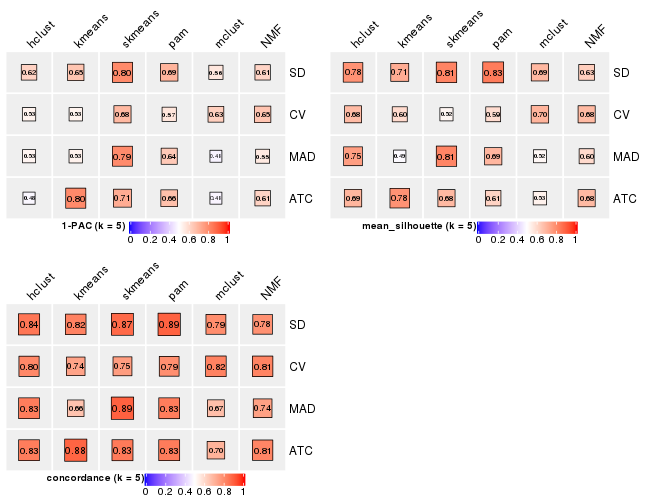 hclust kmeans skmeans pam mclust NMF
0.62 0.65 0.80 0.69 0.56 0.61 SD
0.53 0.53 0.68 0.57 0.63 0.65 CV
0.53 0.53 0.79 0.64 0.48 0.55 MAD
0.48 0.80 0.71 0.66 0.48 0.61 ATC
1-PAC (k = 5)
0 0.2 0.4 0.6 0.8 1
hclust kmeans skmeans pam mclust NMF
0.78 0.71 0.81 0.83 0.69 0.63 SD
0.68 0.60 0.52 0.59 0.70 0.68 CV
0.75 0.49 0.81 0.69 0.52 0.60 MAD
0.69 0.78 0.68 0.61 0.53 0.68 ATC
mean_silhouette (k = 5)
0 0.2 0.4 0.6 0.8 1
hclust kmeans skmeans pam mclust NMF
0.84 0.82 0.87 0.89 0.79 0.78 SD
0.80 0.74 0.75 0.79 0.82 0.81 CV
0.83 0.66 0.89 0.83 0.67 0.74 MAD
0.83 0.88 0.83 0.83 0.70 0.81 ATC
concordance (k = 5)
0 0.2 0.4 0.6 0.8 1